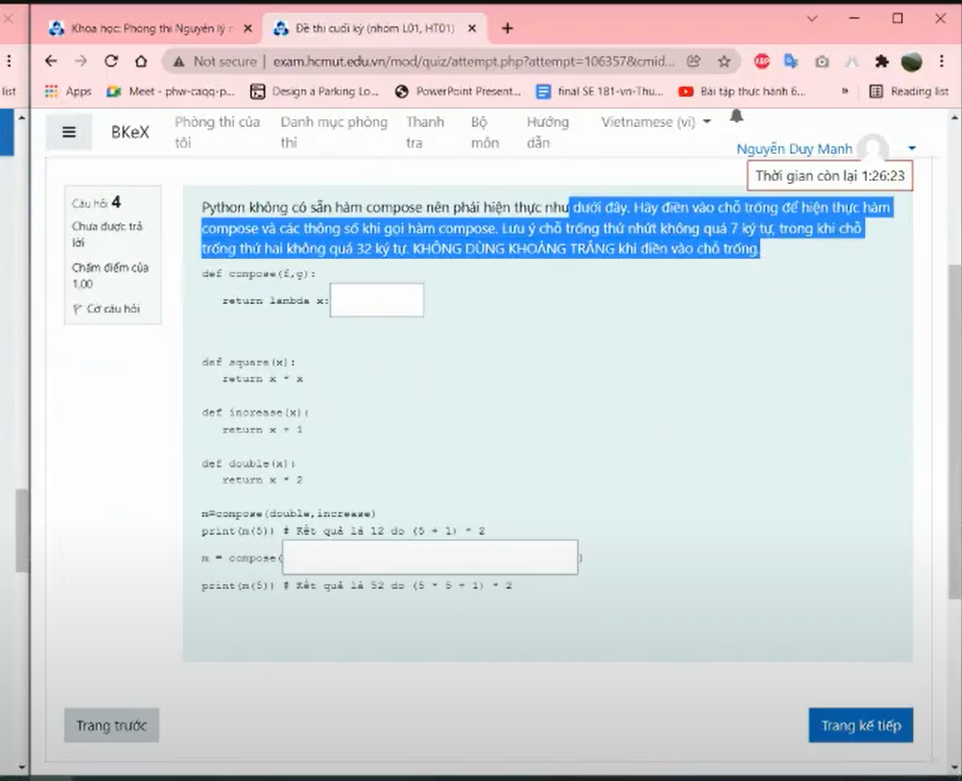 Khoa học: Phòng thi Nguyên lý r
Đề thi cuối kỳ (nhóm L01, HT01)
Not secure | exam.hcmut.edu.vn/mod/quiz/attempt.php?attempt=106357&cmid...
list
Apps
Meet - phw-caqq-p...
Design a Parking Lo...
PowerPoint Present...
final SE 181-vn-Thu...
Bài tập thực hành 6...
»
Reading list
BKeX
Phòng thi của tôi
Danh mục phòng thi
Thanh tra
Bộ môn
Hướng dẫn
Vietnamese (vi)
Nguyễn Duy Mạnh
Thời gian còn lại 1:26:23
Câu hỏi 4
Chưa được trả lời
Chấm điểm của 1,00
Cờ câu hỏi
Python không có sẵn hàm compose nên phải hiện thực như dưới đây. Hãy điền vào chỗ trống để hiện thực hàm
compose và các thông số khi gọi hàm compose. Lưu ý chỗ trống thứ nhứt không quá 7 ký tự, trong khi chỗ
trống thứ hai không quá 32 ký tự. KHÔNG DÙNG KHOẢNG TRẮNG khi điền vào chỗ trống.
def compose(f,g):
return lambda x:
def square(x):
return x * x
def increase(x):
return x + 1
def double(x):
return x * 2
m=compose(double,increase)
print(m(5)) # Kết quả là 12 do (5 + 1) * 2
m = compose( )
print(m(5)) # Kết quả là 52 do (5 * 5 + 1) * 2
Trang trước
Trang kế tiếp